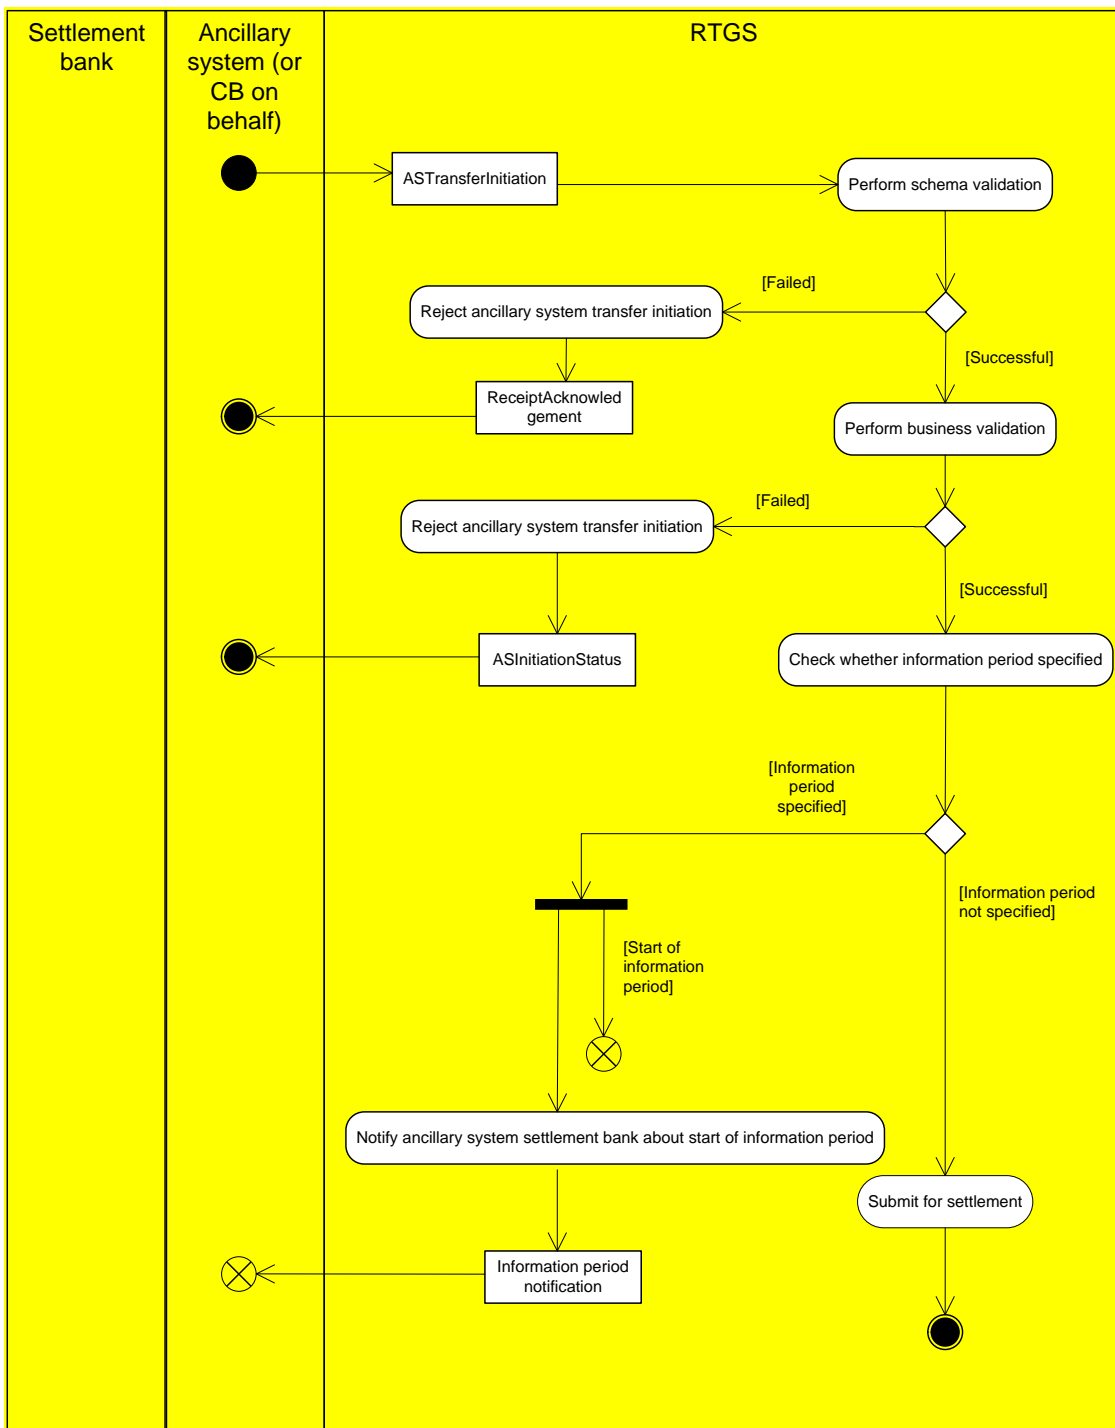 Settlement
bank
Ancillary
system (or
CB on
behalf)
RTGS
ASTransferInitiation
Perform schema validation
[Failed]
Reject ancillary system transfer initiation
[Successful]
ReceiptAcknowled
gement
Perform business validation
[Failed]
Reject ancillary system transfer initiation
[Successful]
ASInitiationStatus
Check whether information period specified
[Information
period
specified]
[Information period
not specified]
[Start of
information
period]
Notify ancillary system settlement bank about start of information period
Submit for settlement
Information period
notification